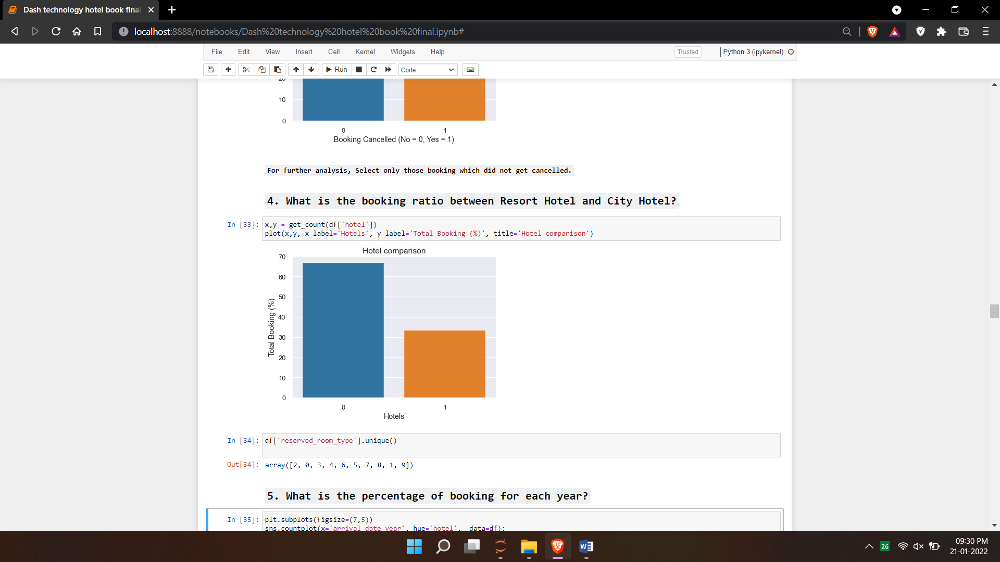 Dash technology hotel book final
localhost:8888/notebooks/Dash%20technology%20hotel%20book%20final.ipynb#
File Edit View Insert Cell Kernel Widgets Help Trusted Python 3 (ipykernel)
Run Code
20
10
0
0 1
Booking Cancelled (No = 0, Yes = 1)
For further analysis, Select only those booking which did not get cancelled.
4. What is the booking ratio between Resort Hotel and City Hotel?
In [33]: x,y = get_count(df['hotel'])
plot(x,y, x_label='Hotels', y_label='Total Booking (%)', title='Hotel comparison')
Hotel comparison
70
60
50
40
30
20
10
0
Total Booking (%)
0 1
Hotels
In [34]: df['reserved_room_type'].unique()
Out[34]: array([2, 0, 3, 4, 6, 5, 7, 8, 1, 9])
5. What is the percentage of booking for each year?
In [35]: plt.subplots(figsize=(7,5))
sns.countplot(x='arrival_date_year', hue='hotel', data=df);
26
09:30 PM
21-01-2022